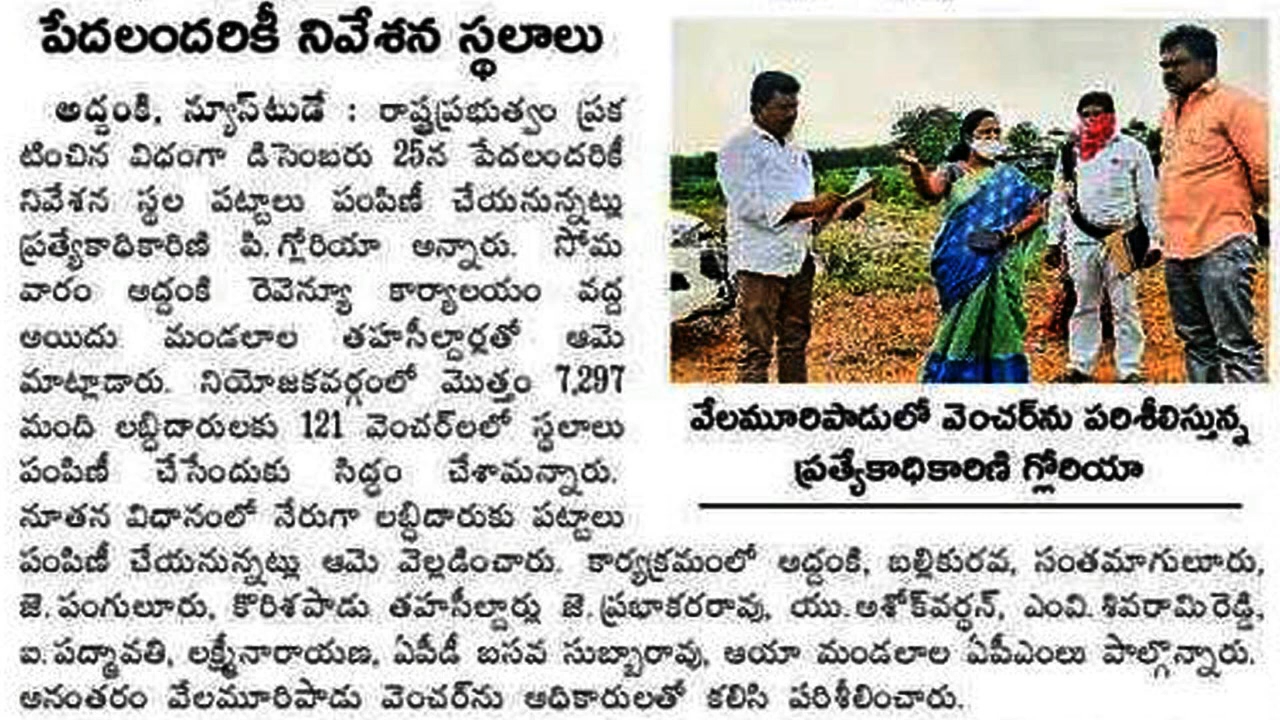 పేదలందరికీ నివేశన స్థలాలు
అద్దంకి, న్యూస్‌టుడే : రాష్ట్రప్రభుత్వం ప్రక
టించిన విధంగా డిసెంబరు 25న పేదలందరికీ
నివేశన స్థల పట్టాలు పంపిణీ చేయనున్నట్లు
ప్రత్యేకాధికారిణి పి.గ్లోరియా అన్నారు. సోమ
వారం అద్దంకి రెవెన్యూ కార్యాలయం వద్ద
అయిదు మండలాల తహసీల్దార్లతో ఆమె
మాట్లాడారు. నియోజకవర్గంలో మొత్తం 7,297
మంది లబ్ధిదారులకు 121 వెంచర్‌లలో స్థలాలు
పంపిణీ చేసేందుకు సిద్ధం చేశామన్నారు.
నూతన విధానంలో నేరుగా లబ్ధిదారుకు పట్టాలు
పంపిణీ చేయనున్నట్లు ఆమె వెల్లడించారు. కార్యక్రమంలో అద్దంకి, బల్లికురవ, సంతమాగులూరు,
జె.పంగులూరు, కొరిశపాడు తహసీల్దార్లు జె.ప్రభాకరరావు, యు.అశోక్‌వర్ధన్, ఎంవి.శివరామిరెడ్డి,
ఐ.పద్మావతి, లక్ష్మీనారాయణ, ఏపీడీ బసవ సుబ్బారావు, ఆయా మండలాల ఏపీఎంలు పాల్గొన్నారు.
అనంతరం వేలమూరిపాడు వెంచర్‌ను అధికారులతో కలిసి పరిశీలించారు.
వేలమూరిపాడులో వెంచర్‌ను పరిశీలిస్తున్న
ప్రత్యేకాధికారిణి గ్లోరియా